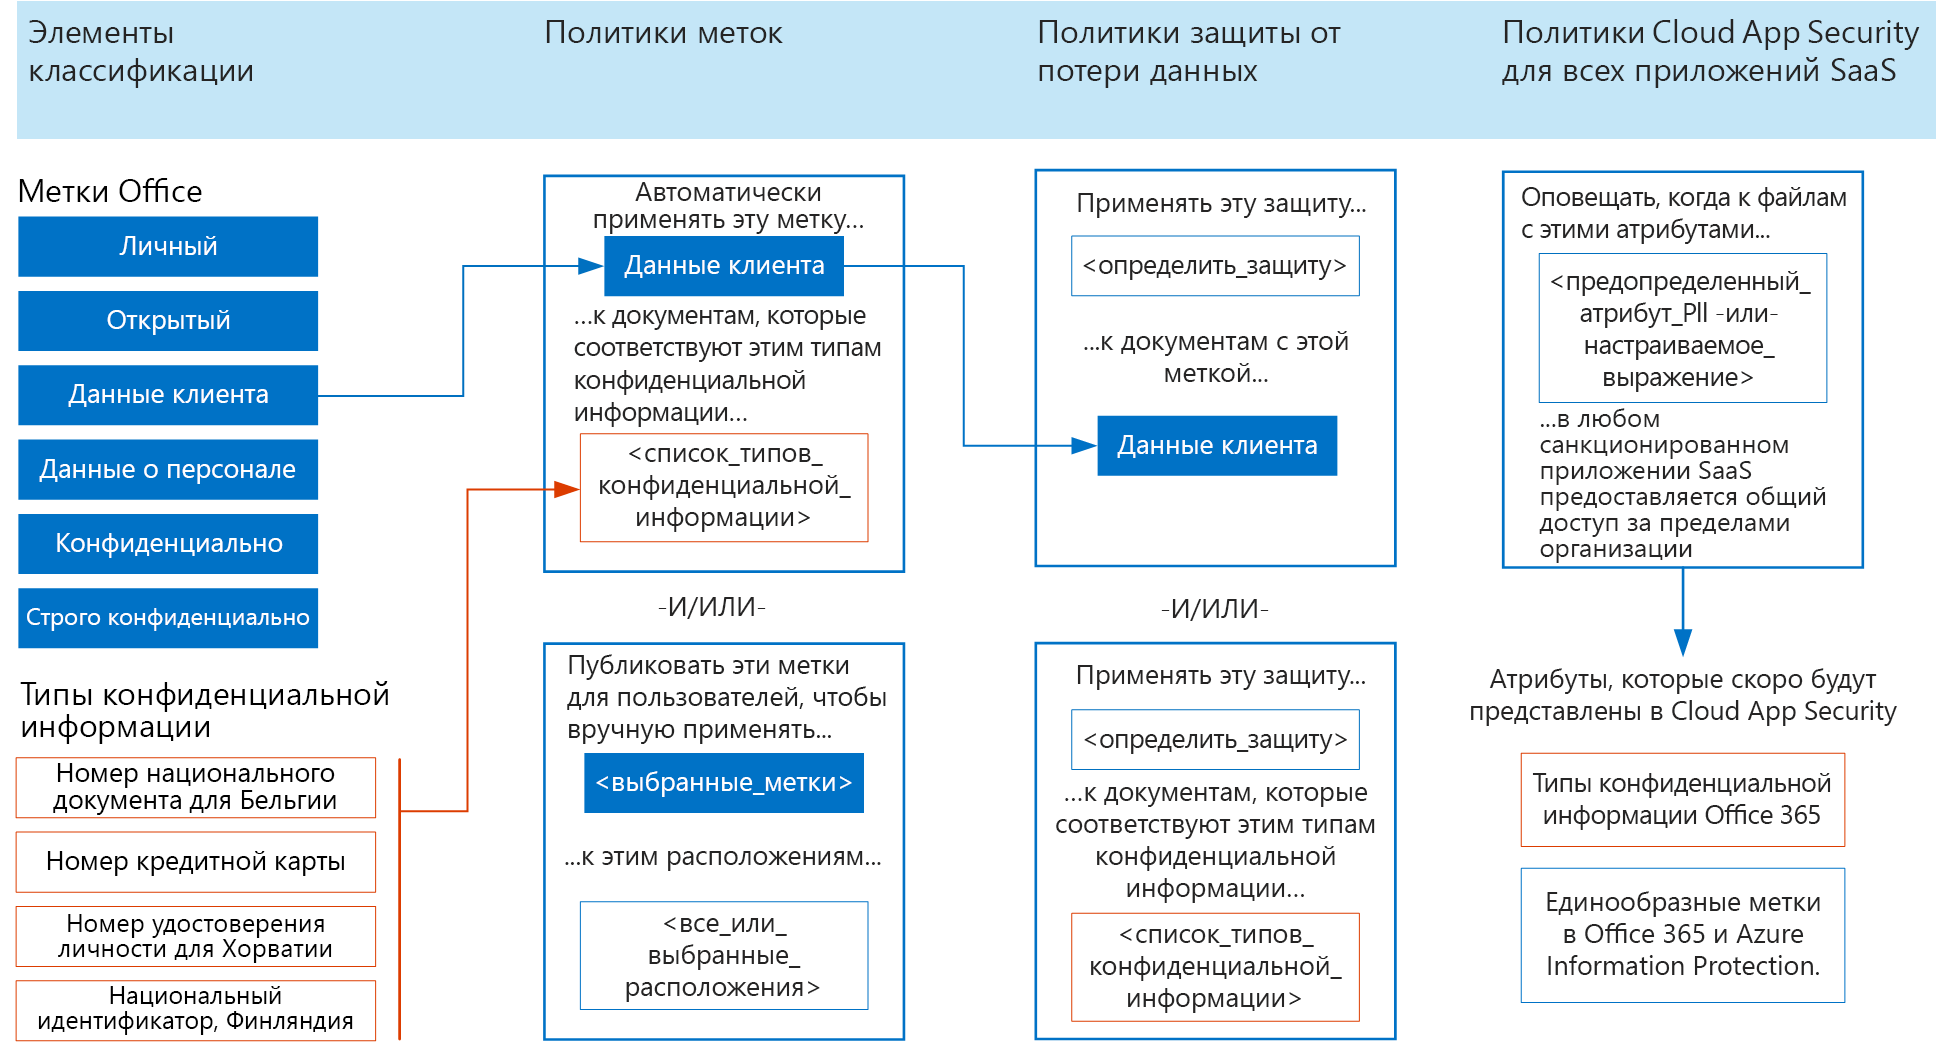 Элементы
классификации
Политики меток
Политики защиты от
потери данных
Политики Cloud App Security
для всех приложений SaaS
Метки Office
Личный
Открытый
Данные клиента
Данные о персонале
Конфиденциально
Строго конфиденциально
Типы конфиденциальной
информации
Номер национального
документа для Бельгии
Номер кредитной карты
Номер удостоверения
личности для Хорватии
Национальный
идентификатор, Финляндия
Автоматически
применять эту метку...
Данные клиента
...к документам, которые
соответствуют этим типам
конфиденциальной
информации...
<список_типов_
конфиденциальной_
информации>
-И/ИЛИ-
Публиковать эти метки
для пользователей, чтобы
вручную применять...
<выбранные_метки>
...к этим расположениям...
<все_или_
выбранные_
расположения>
Применять эту защиту...
<определить_защиту>
...к документам с этой
меткой...
Данные клиента
-И/ИЛИ-
Применять эту защиту...
<определить_защиту>
...к документам, которые
соответствуют этим типам
конфиденциальной
информации...
<список_типов_
конфиденциальной_
информации>
Оповещать, когда к файлам
с этими атрибутами...
<предопределенный_
атрибут_Pll -или-
настраиваемое_
выражение>
...в любом
санкционированном
приложении SaaS
предоставляется общий
доступ за пределами
организации
Атрибуты, которые скоро будут
представлены в Cloud App Security
Типы конфиденциальной
информации Office 365
Единообразные метки
в Office 365 и Azure
Information Protection.